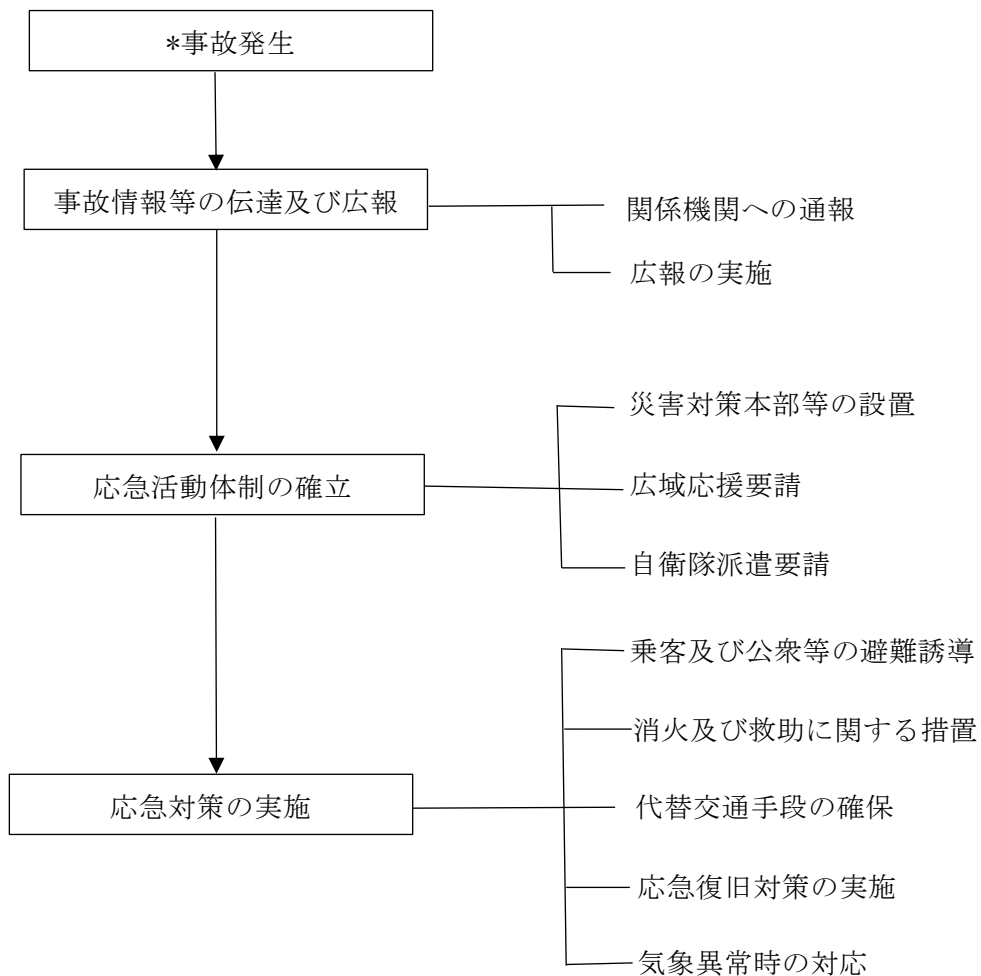 *事故発生
事故情報等の伝達及び広報
関係機関への通報
広報の実施
災害対策本部等の設置
応急活動体制の確立
広域応援要請
自衛隊派遣要請
乗客及び公衆等の避難誘導
消火及び救助に関する措置
応急対策の実施
代替交通手段の確保
応急復旧対策の実施
気象異常時の対応